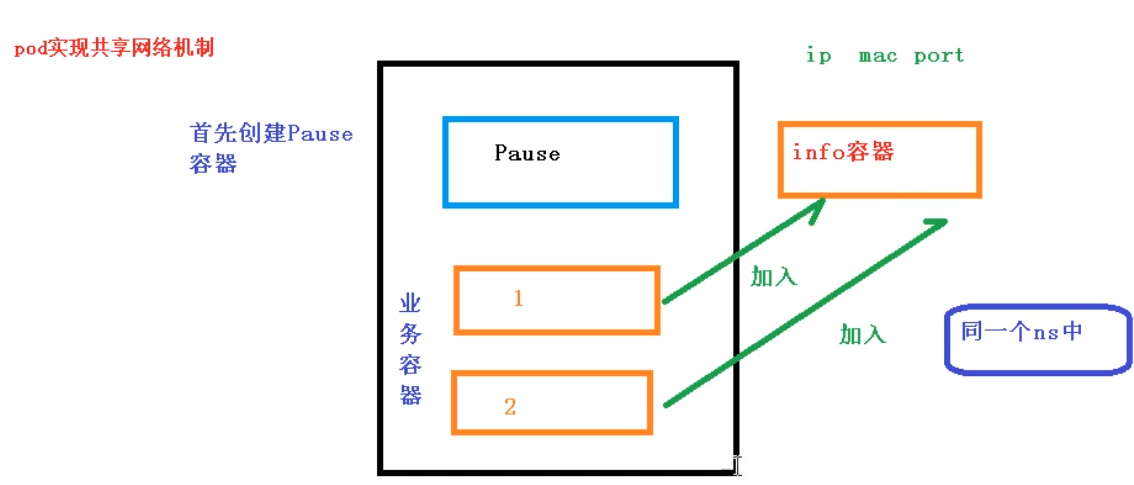 pod实现共享网络机制
ip mac port
首先创建Pause
容器
Pause
info容器
业
务
容
器
1
加入
2
加入
同一个ns中